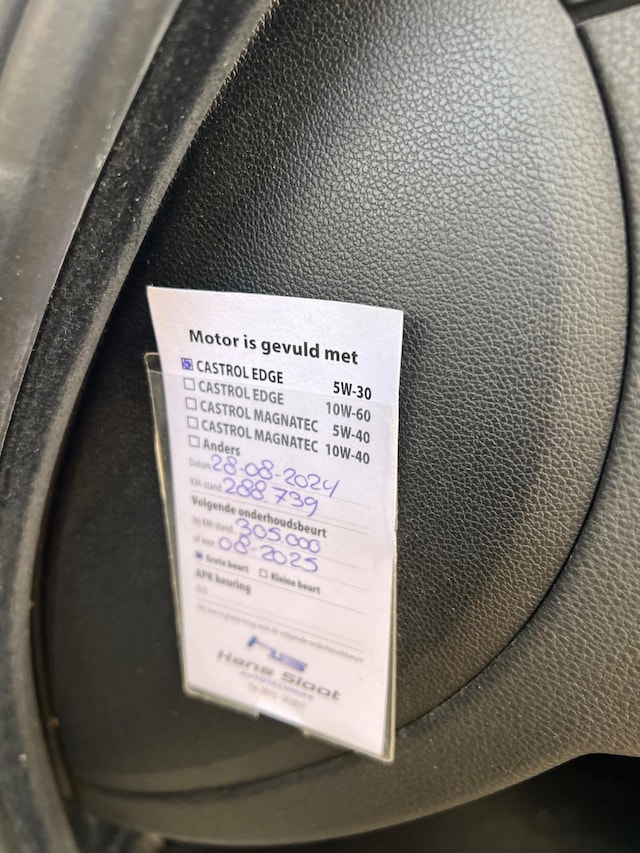 Motor is gevuld met
CASTROL EDGE 5W-30
CASTROL EDGE 10W-60
CASTROL MAGNATEC 5W-40
CASTROL MAGNATEC 10W-40
Anders
Datum 28-08-2024
KM-stand 288.739
Volgende onderhoudsbeurt
bij KM-stand 305.000
of voor 08-2025
Grote beurt Kleine beurt
APK keuring
HS
Hans Slaat